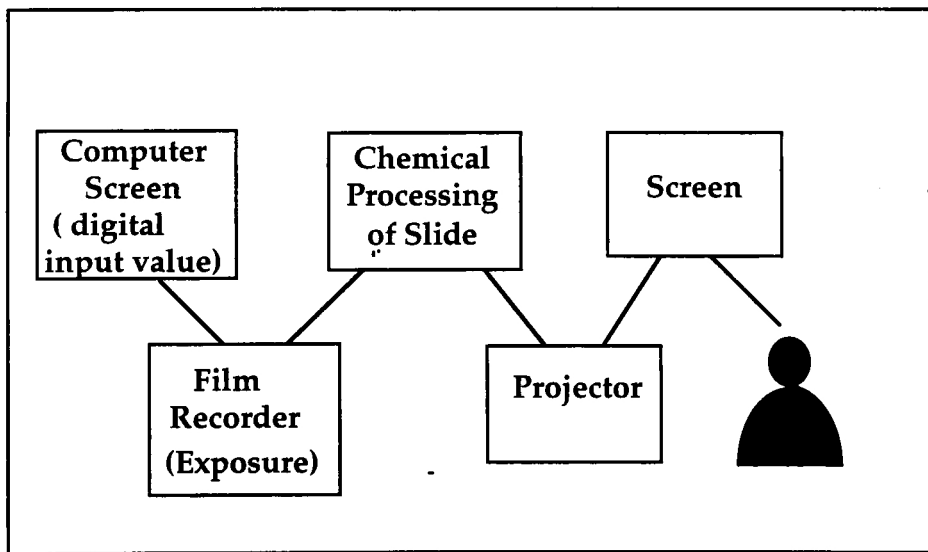 Computer
Screen
( digital
input value)
Film
Recorder
(Exposure)
Chemical
Processing
of Slide
Projector
Screen